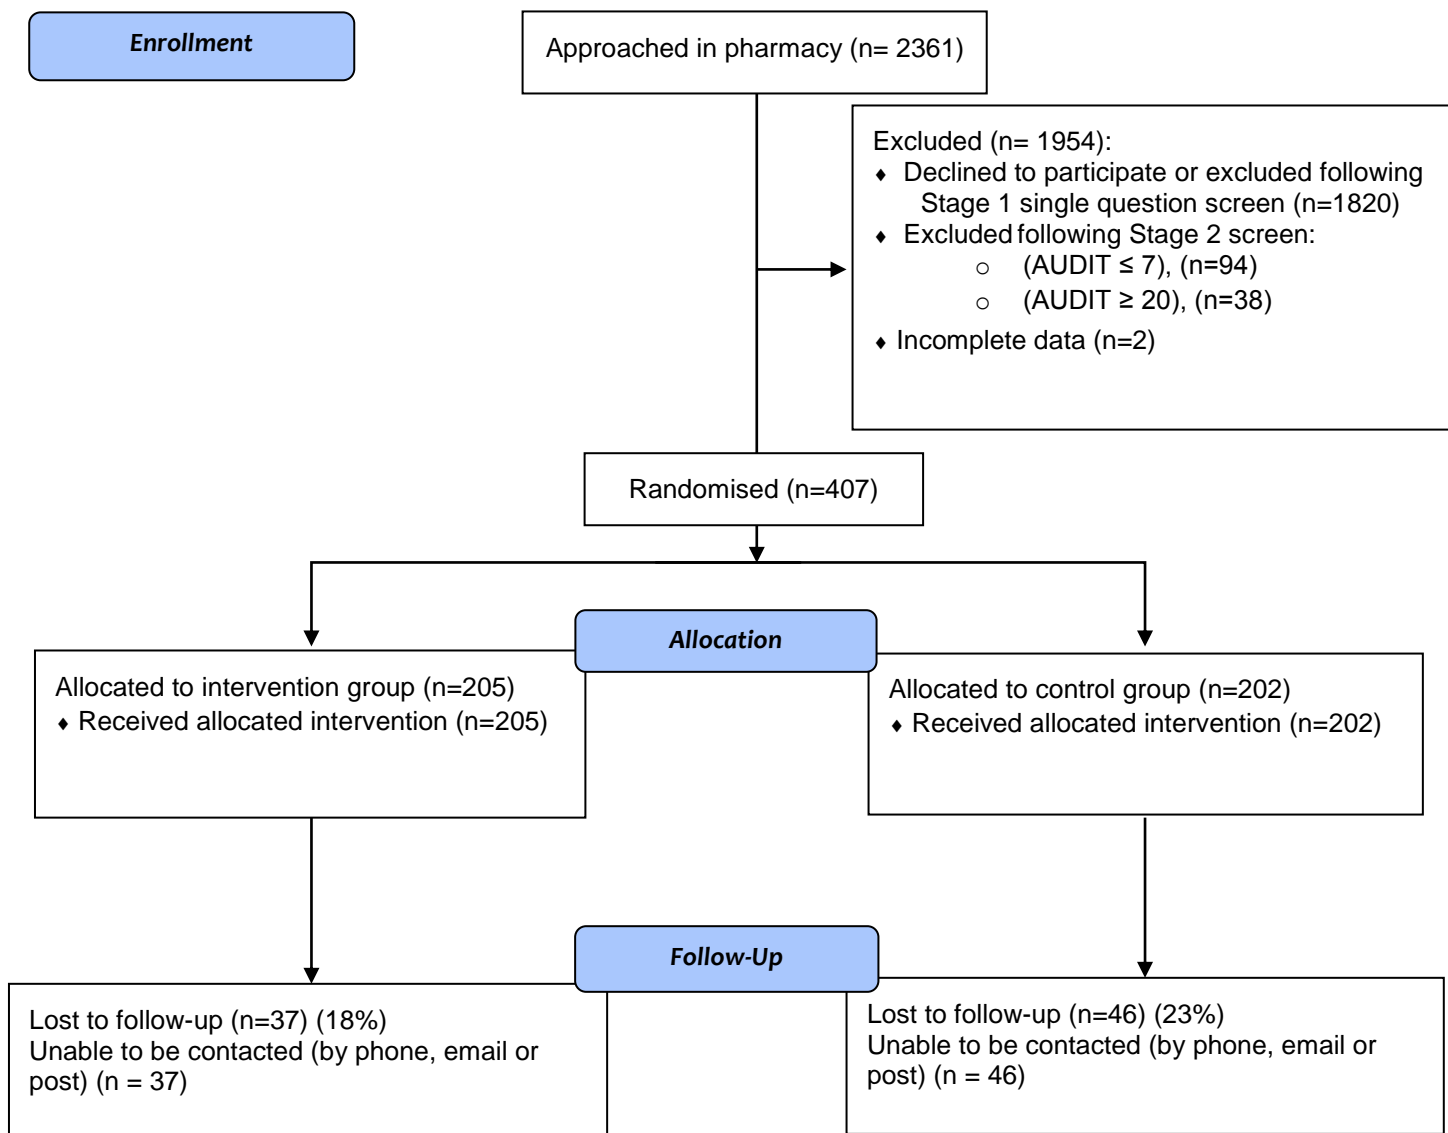 Enrollment
Approached in pharmacy (n= 2361)
Excluded (n= 1954):
♦ Declined to participate or excluded following
Stage 1 single question screen (n=1820)
♦ Excluded following Stage 2 screen:
o (AUDIT ≤ 7), (n=94)
o (AUDIT ≥ 20), (n=38)
♦ Incomplete data (n=2)
Randomised (n=407)
Allocation
Allocated to intervention group (n=205)
♦ Received allocated intervention (n=205)
Allocated to control group (n=202)
♦ Received allocated intervention (n=202)
Follow-Up
Lost to follow-up (n=37) (18%)
Unable to be contacted (by phone, email or
post) (n = 37)
Lost to follow-up (n=46) (23%)
Unable to be contacted (by phone, email or
post) (n = 46)